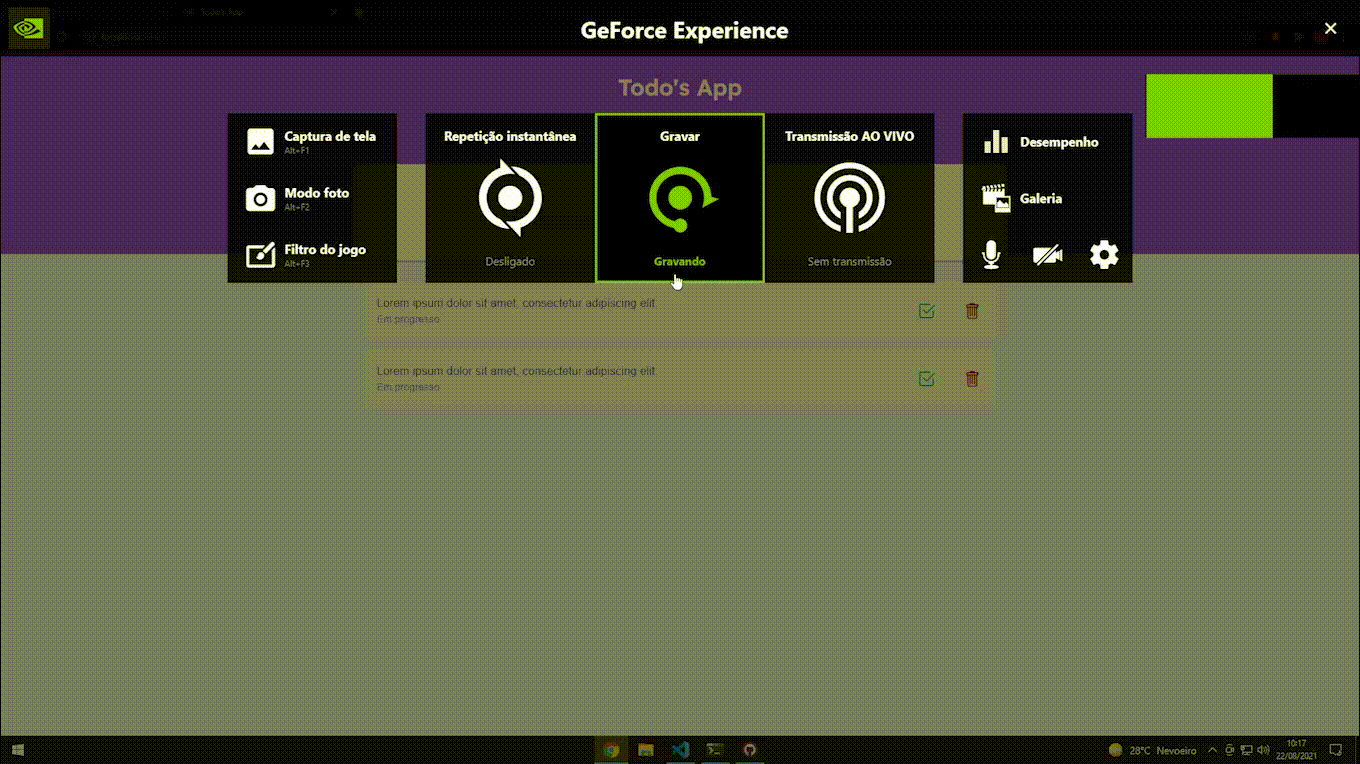 GeForce Experience
Todo's App
Captura de tela
Alt+F1
Modo foto
Alt+F2
Filtro do jogo
Alt+F3
Repetição instantânea
Desligado
Gravar
Gravando
Transmissão AO VIVO
Sem transmissão
Desempenho
Galeria
Lorem ipsum dolor sit amet, consectetur adipiscing elit.
Em progresso
Lorem ipsum dolor sit amet, consectetur adipiscing elit.
Em progresso
28°C Nevoeiro
10:17
22/08/2021